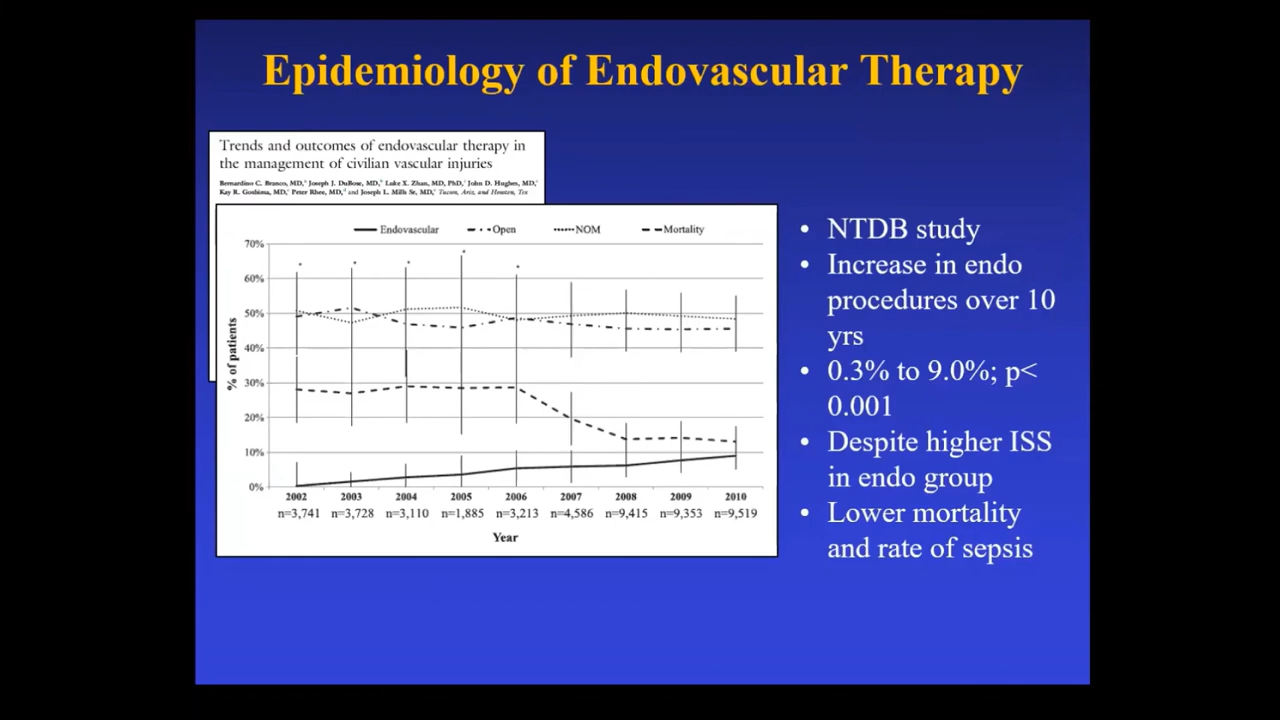 Epidemiology of Endovascular Therapy
Trends and outcomes of endovascular therapy in
the management of civilian vascular injuries
Bernardino C. Branco, MD,a Joseph J. DuBose, MD,b Luke X. Zhan, MD, PhD,c John D. Hughes, MD,c
Kay R. Goshima, MD,c Peter Rhee, MD,d and Joseph L. Mills Sr, MD,c Tucson, Ariz, and Houston, Tex
Endovascular Open NOM Mortality
70%
60%
50%
40%
30%
20%
10%
0%
% of patients
2002 2003 2004 2005 2006 2007 2008 2009 2010
n=3,741 n=3,728 n=3,110 n=1,885 n=3,213 n=4,586 n=9,415 n=9,353 n=9,519
Year
• NTDB study
• Increase in endo
procedures over 10
yrs
• 0.3% to 9.0%; p<
0.001
• Despite higher ISS
in endo group
• Lower mortality
and rate of sepsis